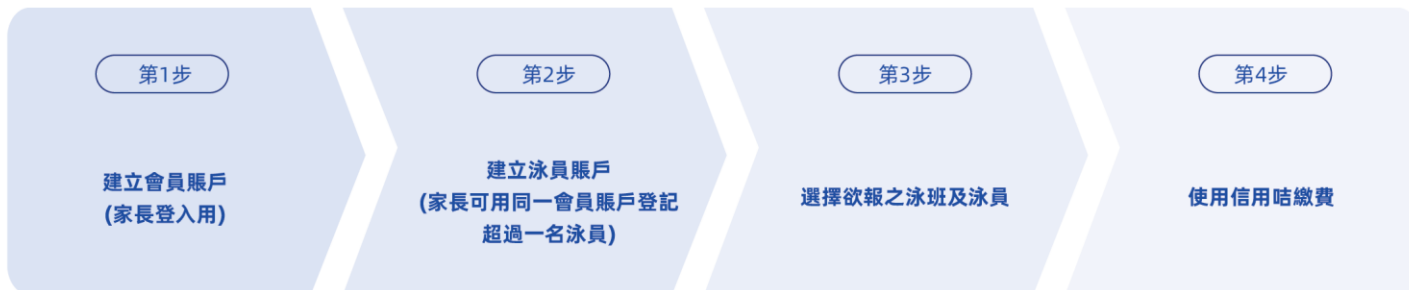 第1步
建立會員賬戶
(家長登入用)
第2步
建立泳員賬戶
(家長可用同一會員賬戶登記
超過一名泳員)
第3步
選擇欲報之泳班及泳員
第4步
使用信用咭繳費